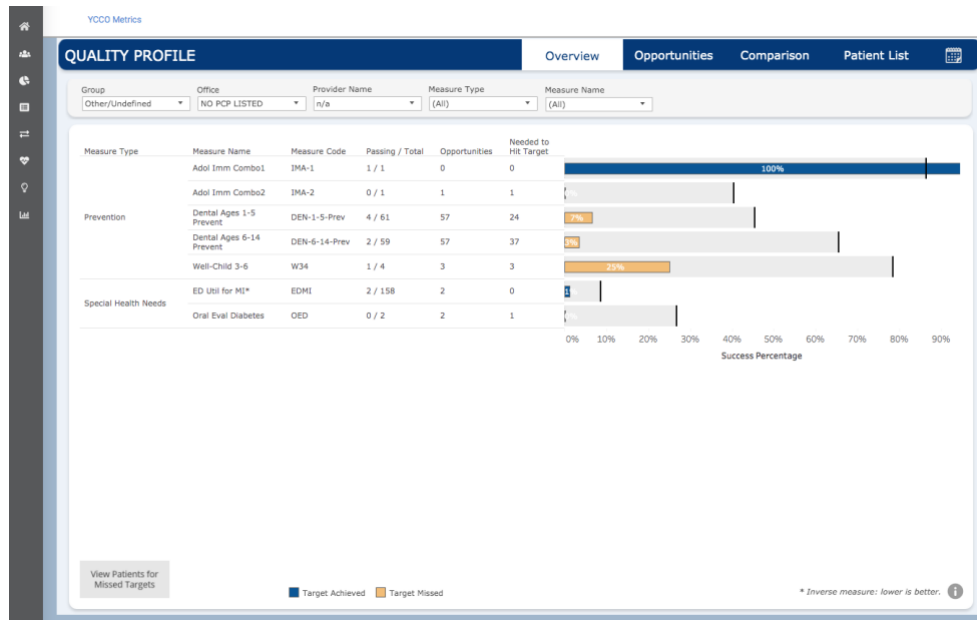 YCCO Metrics
QUALITY PROFILE
Overview
Opportunities
Comparison
Patient List
Group
Office
Provider Name
Measure Type
Measure Name
Other/Undefined
NO PCP LISTED
n/a
(All)
(All)
Measure Type
Measure Name
Measure Code
Passing / Total
Opportunities
Needed to
Hit Target
Prevention
Adol Imm Combo1 IMA-1 1 / 1 0 0 100%
Adol Imm Combo2 IMA-2 0 / 1 1 1
Dental Ages 1-5
Prevent
DEN-1-5-Prev 4 / 61 57 24 7%
Dental Ages 6-14
Prevent
DEN-6-14-Prev 2 / 59 57 37 3%
Well-Child 3-6 W34 1 / 4 3 3 25%
Special Health Needs
ED Util for MI* EDMI 2 / 158 2 0
Oral Eval Diabetes OED 0 / 2 2 1
0% 10% 20% 30% 40% 50% 60% 70% 80% 90%
Success Percentage
View Patients for
Missed Targets
Target Achieved
Target Missed
* Inverse measure: lower is better.